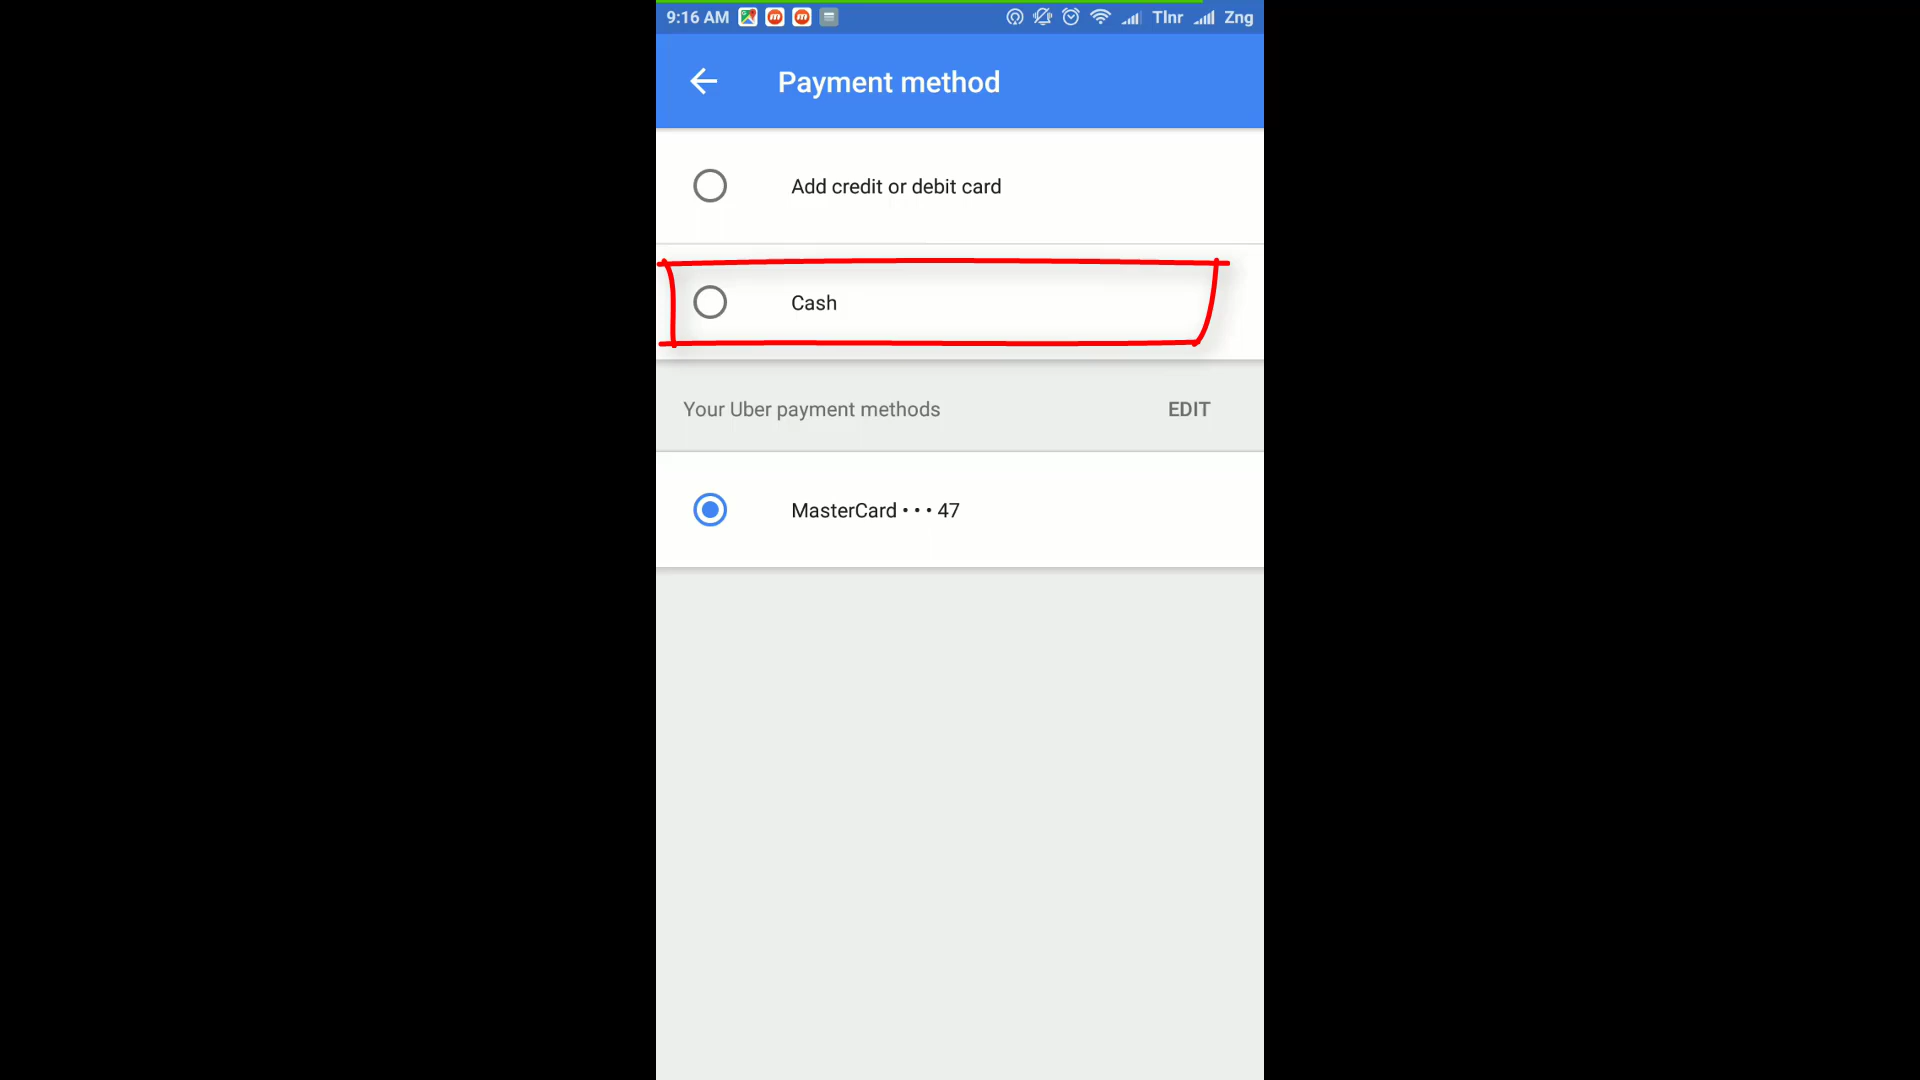 9:16 AM Tlnr Zng
Payment method
Add credit or debit card
Cash
Your Uber payment methods EDIT
MasterCard • • • 47